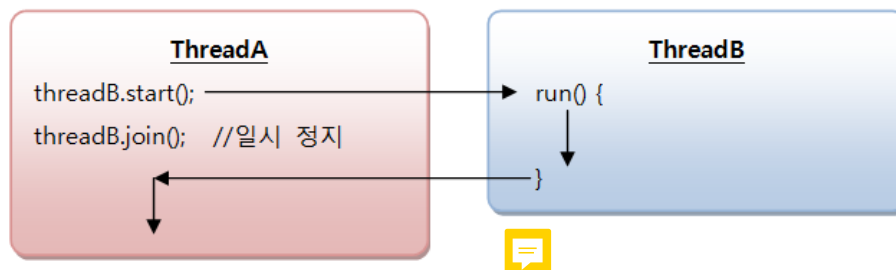 ThreadA
threadB.start();
threadB.join(); //일시 정지
ThreadB
run() {
}